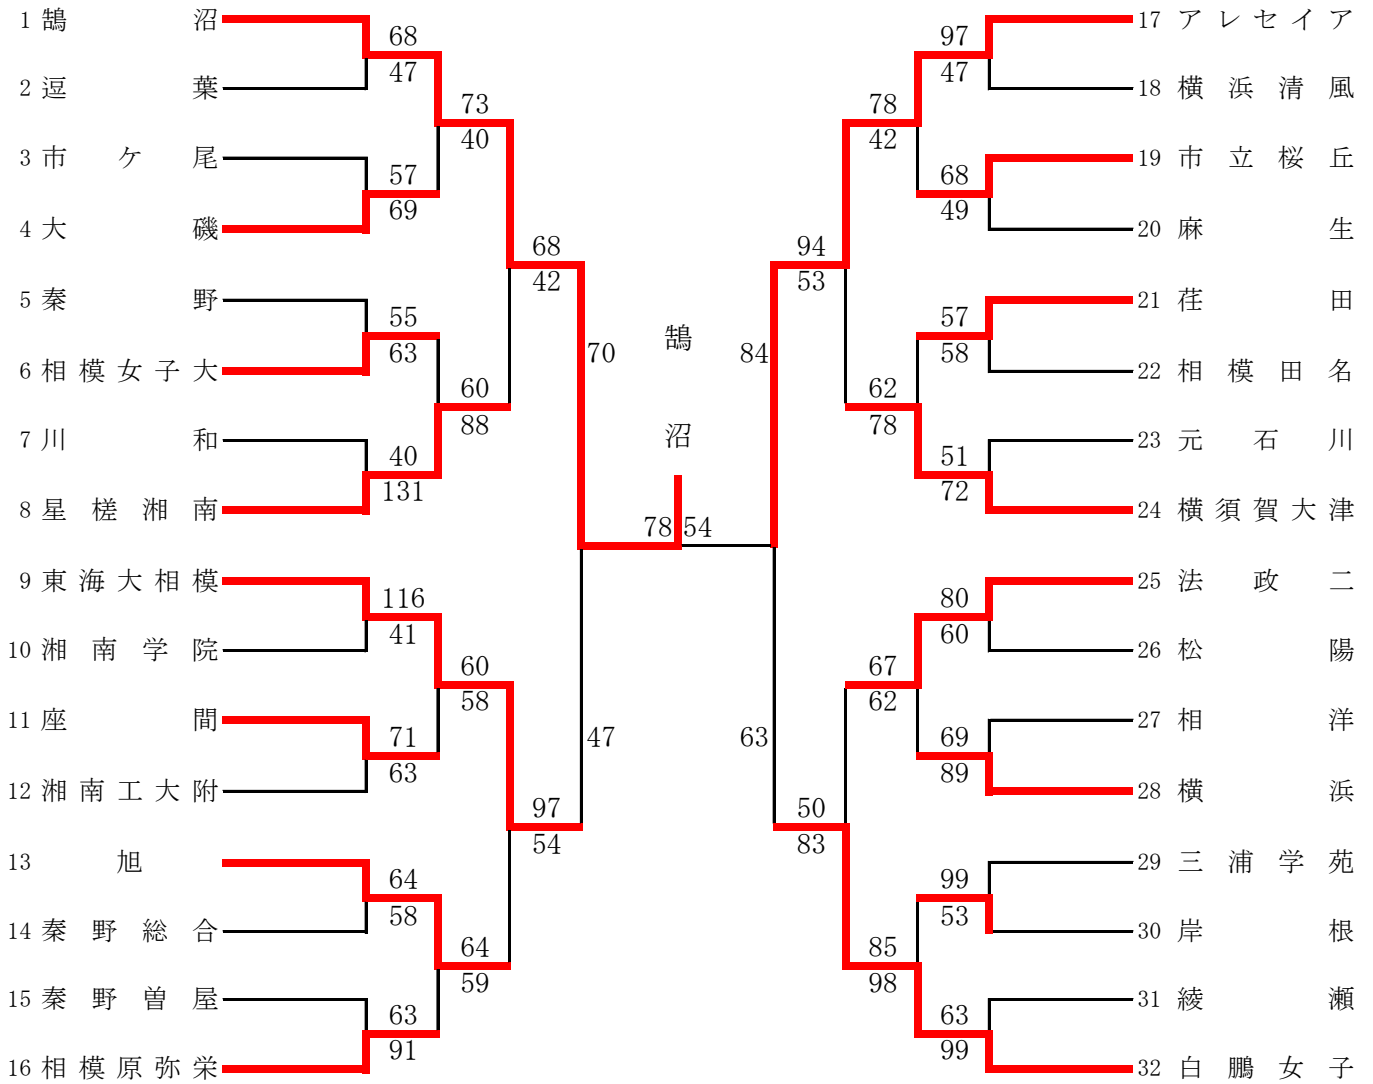 1 鵠沼
2 逗葉
3 市ケ尾
4 大磯
5 秦野
6 相模女子大
7 川和
8 星槎湘南
9 東海大相模
10 湘南学院
11 座間
12 湘南工大附
13 旭
14 秦野総合
15 秦野曽屋
16 相模原弥栄
68
47
57
69
55
63
40
131
116
41
71
63
64
58
63
91
73
40
60
88
60
58
64
59
68
42
97
54
70
47
鵠沼
78 54
84
63
94
53
50
83
78
42
62
78
67
62
85
98
97
47
68
49
57
58
51
72
80
60
69
89
99
53
63
99
17 アレセイア
18 横浜清風
19 市立桜丘
20 麻生
21 荏田
22 相模田名
23 元石川
24 横須賀大津
25 法政二
26 松陽
27 相洋
28 横浜
29 三浦学苑
30 岸根
31 綾瀬
32 白鵬女子